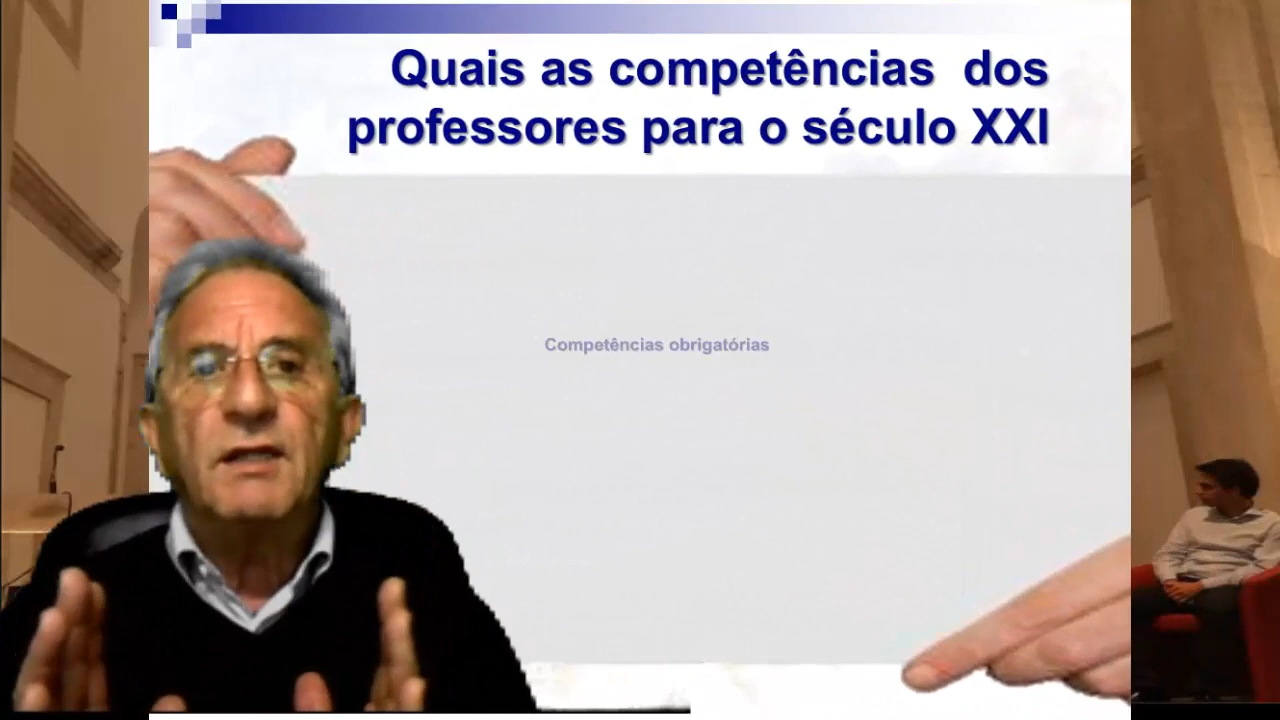 Quais as competências dos
professores para o século XXI
Competências obrigatórias